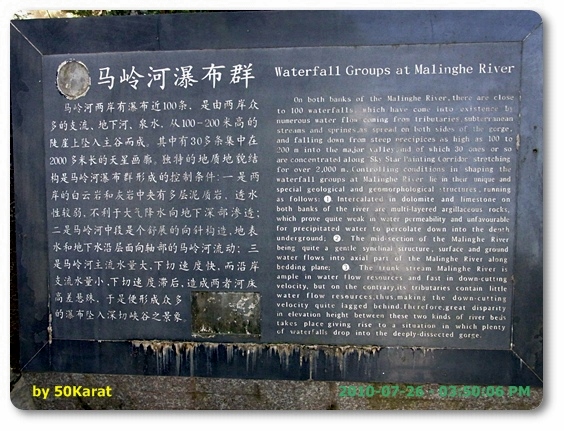 马岭河瀑布群
马岭河两岸有瀑布近100条，是由两岸众
多的支流、地下河、泉水，从100-200米高的
陡崖上坠入主谷而成。其中有30多条集中在
2000多米长的天星画廊。独特的地质地貌结
构是马岭河瀑布群形成的控制条件:一是两
岸的白云岩和灰岩中夹有多层泥质岩，透水
性较弱，不利于大气降水向地下深部渗透;
二是马岭河中段是个舒展的向斜构造,地表
水和地下水沿层面向轴部的马岭河流动; 三
是马岭河主流水量大,下切速度快,而沿岸
支流水量小,下切速度滞后,造成两者河床
高差悬殊，于是便形成众多
的瀑布坠入深切峡谷之景象
Waterfall Groups at Malinghe River
On both banks of the Malinghe River,there are close
to 100 waterfalls, which have come into existence by
numerous water flow coming from tributaries,subterranean
streams and springs,as spread on both sides of the gorge,
and falling down from steep precipices as high as 100 to
200 m into the major valley,and of which 30 ones or so
are concentrated along Sky Star Painting Corridor stretching
for over 2,000 m.Controlling conditions in shaping the
waterfall groups at Malinghe River lie in their unique and
special geological and geomorphological structures, running
as follows: ❶. Intercalated in dolomite and limestone on
both banks of the river are multi-layered argillaceous rocks,
which prove quite weak in water permeability and unfavourable
for precipitated water to percolate down into the depth
underground; ❷. The mid-section of the Malinghe River
being quite a gentle synclinal structure, surface and ground
water flows into axial part of the Malinghe River along
bedding plane; ❸. The trunk stream Malinghe River is
ample in water flow resources and fast in down-cutting
velocity, but on the contrary,its tributaries contain little
water flow resources,thus,making the down-cutting
velocity quite lagged behind.Therefore,great disparity
in elevation height between these two kinds of river beds
takes place giving rise to a situation in which plenty
of waterfalls drop into the deeply-dissected gorge.
by 50Karat
2010-07-26 03:50:06 PM